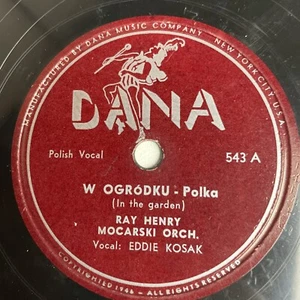 MANUFACTURED BY DANA MUSIC COMPANY - NEW YORK CITY, U.S.A.
DANA
Polish Vocal
543 A
W OGRÓDKU - Polka
(In the garden)
RAY HENRY
MOCARSKI ORCH.
Vocal: EDDIE KOSAK
COPYRIGHTED 1946 - ALL RIGHTS RESERVED